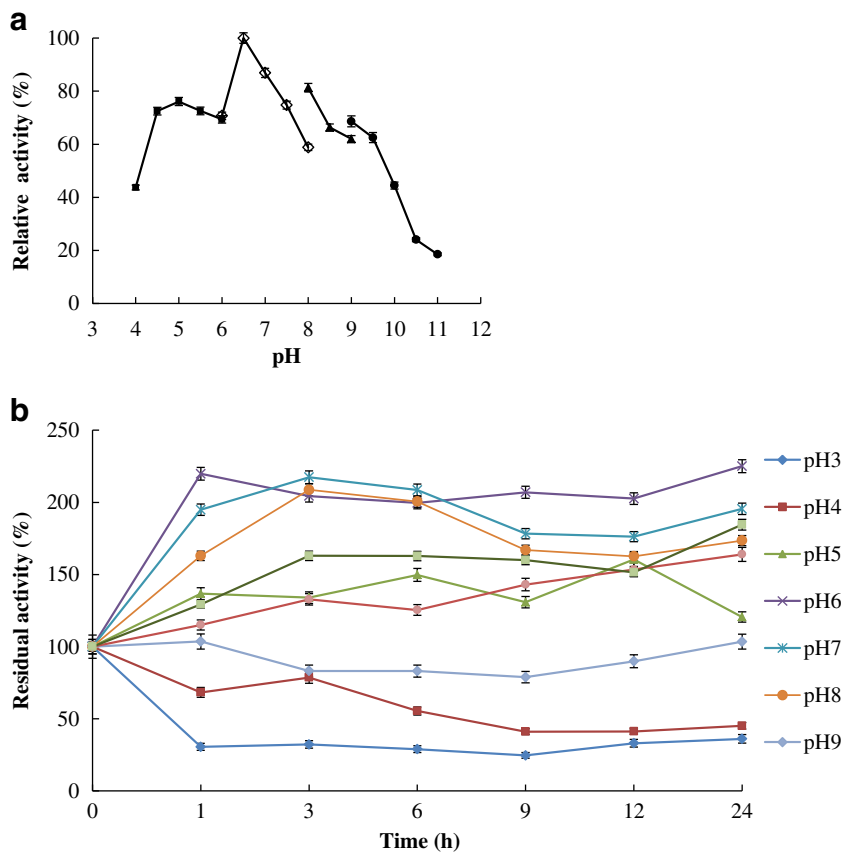 a
Relative activity (%)
100
80
60
40
20
0
3 4 5 6 7 8 9 10 11 12
pH
b
Residual activity (%)
250
200
150
100
50
0
0 1 3 6 9 12 24
Time (h)
pH3
pH4
pH5
pH6
pH7
pH8
pH9